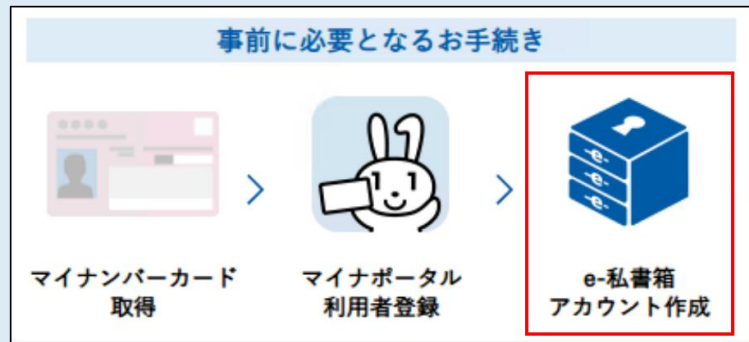 事前に必要となるお手続き
マイナンバーカード
取得
マイナポータル
利用者登録
e-私書箱
アカウント作成
-e-
-e-
-e-